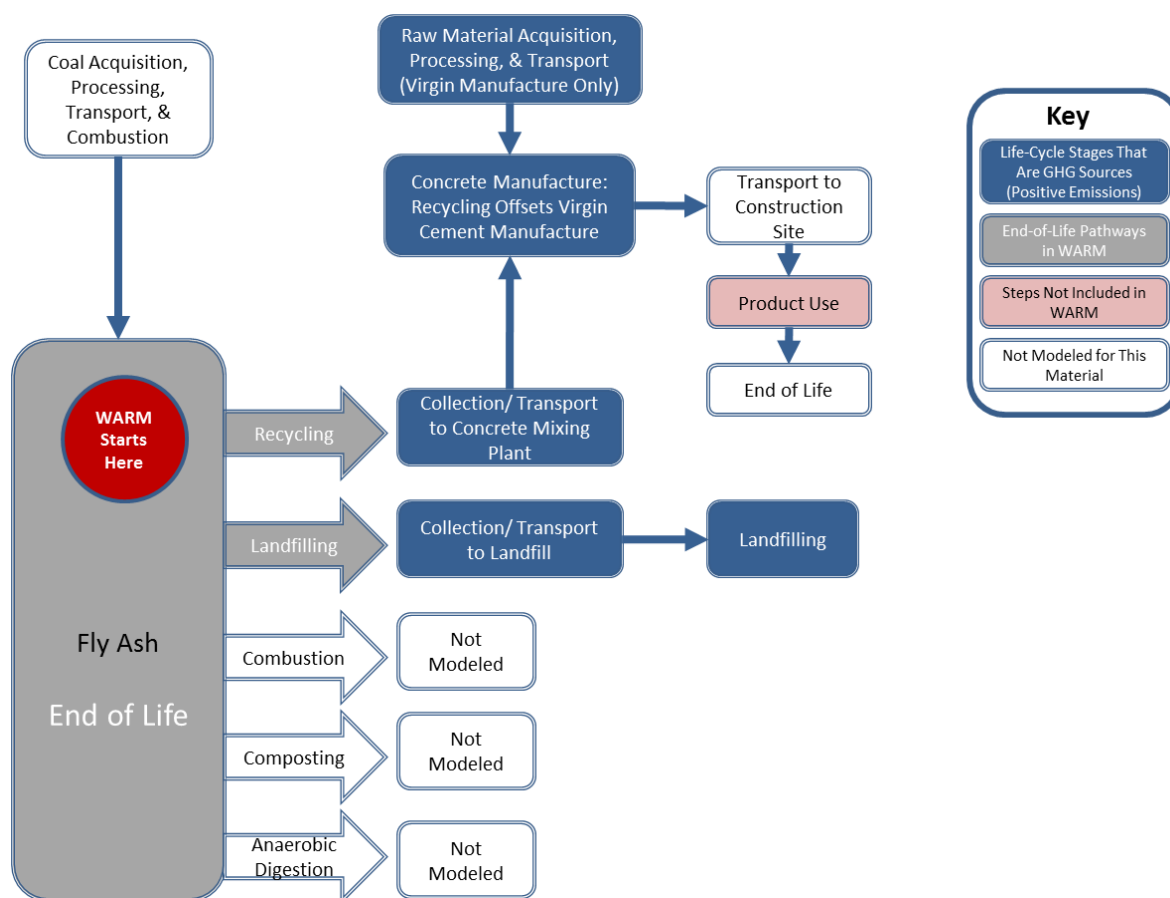 Coal Acquisition,
Processing,
Transport, &
Combustion
Raw Material Acquisition,
Processing, & Transport
(Virgin Manufacture Only)
Concrete Manufacture:
Recycling Offsets Virgin
Cement Manufacture
Transport to
Construction
Site
Product Use
End of Life
Key
Life-Cycle Stages That
Are GHG Sources
(Positive Emissions)
End-of-Life Pathways
in WARM
Steps Not Included in
WARM
Not Modeled for This
Material
WARM
Starts
Here
Fly Ash
End of Life
Recycling
Collection/ Transport
to Concrete Mixing
Plant
Landfilling
Collection/ Transport
to Landfill
Landfilling
Combustion
Not
Modeled
Composting
Not
Modeled
Anaerobic
Digestion
Not
Modeled